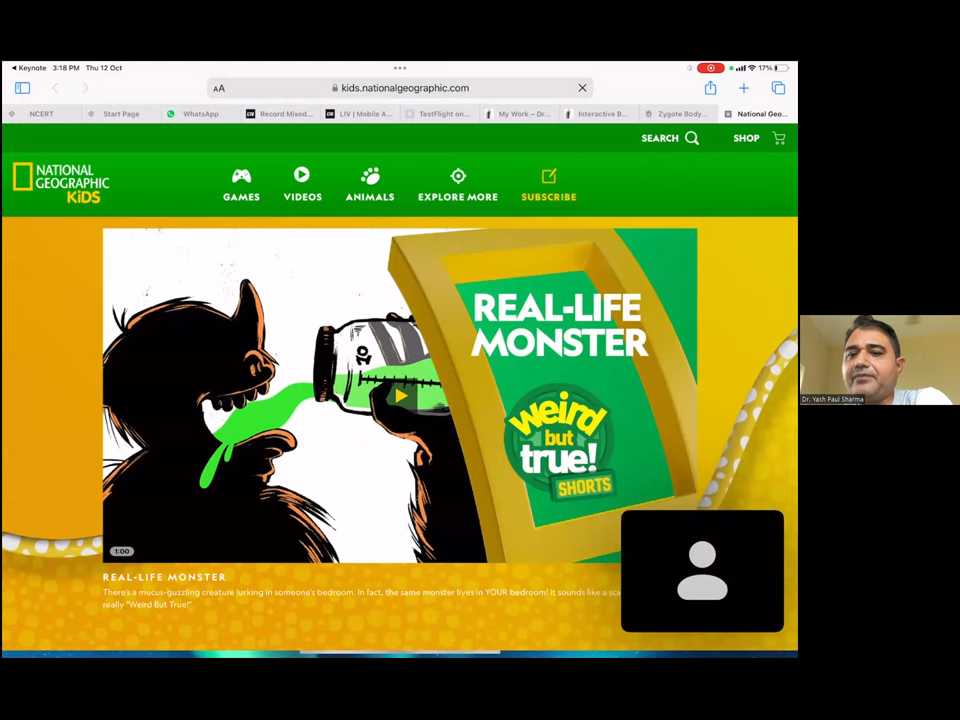 Keynote 3:18 PM Thu 12 Oct
17%
AA kids.nationalgeographic.com
NCERT Start Page WhatsApp Record Mixed... LIV | Mobile A... TestFlight on... My Work – Dr... Interactive B... Zygote Body... National Geo...
SEARCH SHOP
NATIONAL
GEOGRAPHIC
KiDS
GAMES VIDEOS ANIMALS EXPLORE MORE SUBSCRIBE
REAL-LIFE
MONSTER
weird
but
true!
SHORTS
1:00
Dr. Yash Paul Sharma
REAL-LIFE MONSTER
There's a mucus-guzzling creature lurking in someone's bedroom. In fact, the same monster lives in YOUR bedroom! It sounds like a
really "Weird But True!"